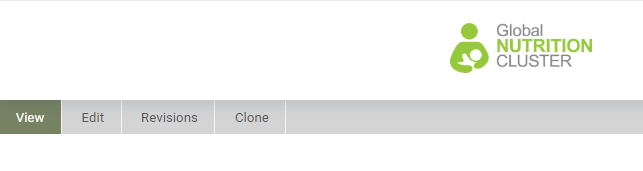 Global
NUTRITION
CLUSTER
View Edit Revisions Clone